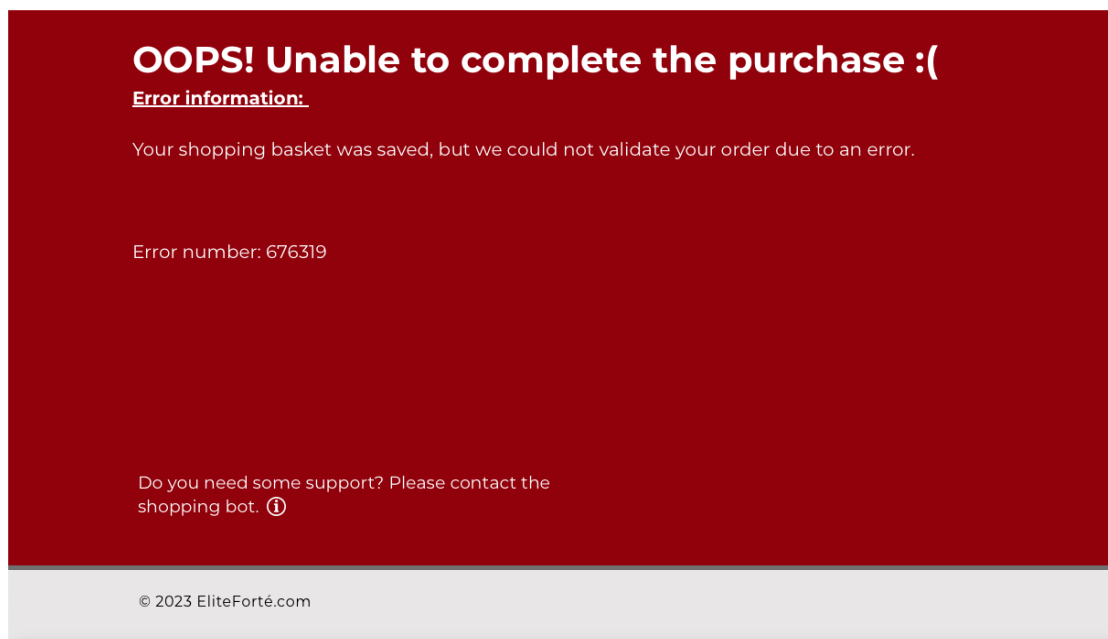 OOPS! Unable to complete the purchase :(
Error information:
Your shopping basket was saved, but we could not validate your order due to an error.
Error number: 676319
Do you need some support? Please contact the
shopping bot.
© 2023 EliteForté.com